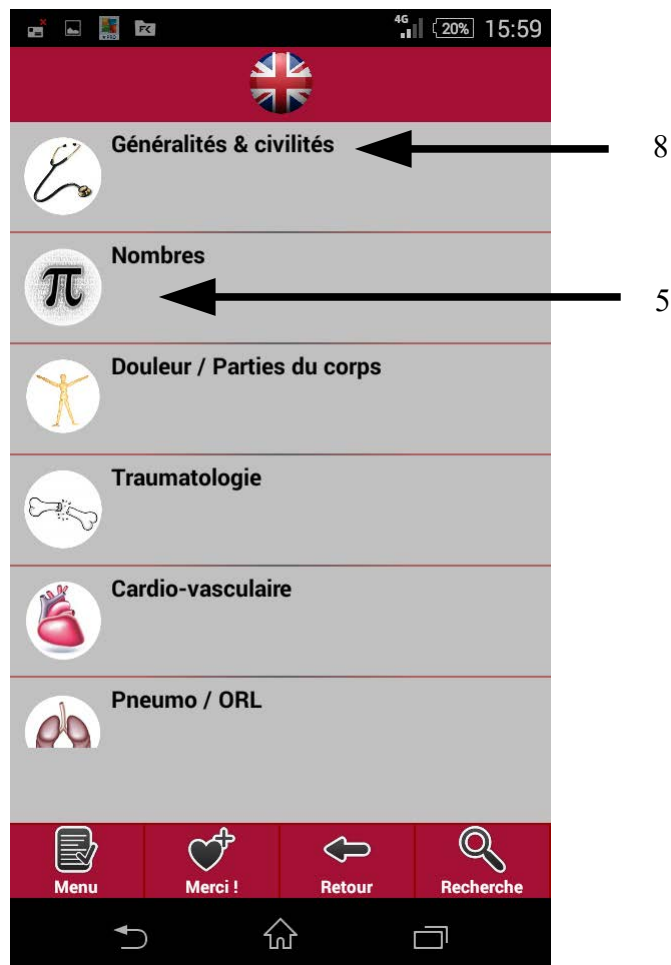 4G 20% 15:59
Généralités & civilités
8
Nombres
π
5
Douleur / Parties du corps
Traumatologie
Cardio-vasculaire
Pneumo / ORL
Menu Merci ! Retour Recherche